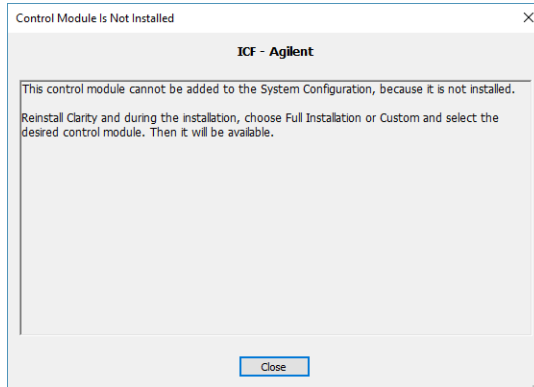 Control Module Is Not Installed
ICF - Agilent
This control module cannot be added to the System Configuration, because it is not installed.
Reinstall Clarity and during the installation, choose Full Installation or Custom and select the
desired control module. Then it will be available.
Close